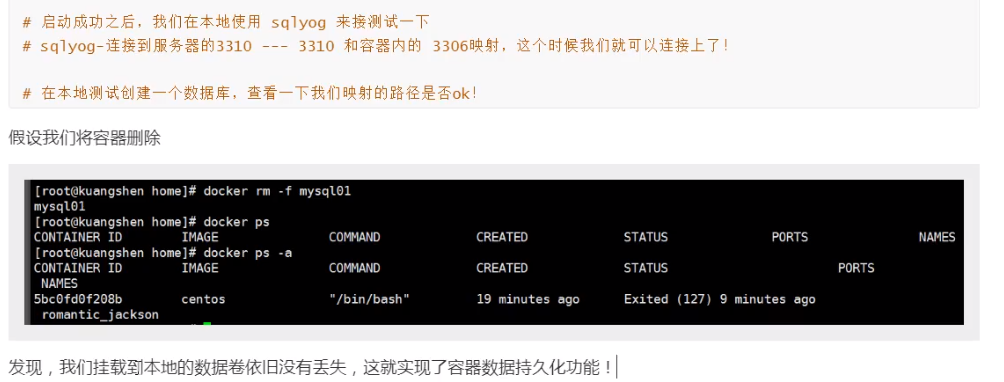 # 启动成功之后，我们在本地使用 sqlyog 来接测试一下
# sqlyog-连接到服务器的3310 --- 3310 和容器内的 3306映射，这个时候我们就可以连接上了！
# 在本地测试创建一个数据库，查看一下我们映射的路径是否ok！
假设我们将容器删除
[root@kuangshen home]# docker rm -f mysql01
mysql01
[root@kuangshen home]# docker ps
CONTAINER ID IMAGE COMMAND CREATED STATUS PORTS NAMES
[root@kuangshen home]# docker ps -a
CONTAINER ID IMAGE COMMAND CREATED STATUS PORTS
NAMES
5bc0fd0f208b centos "/bin/bash" 19 minutes ago Exited (127) 9 minutes ago
romantic_jackson
发现，我们挂载到本地的数据卷依旧没有丢失，这就实现了容器数据持久化功能！